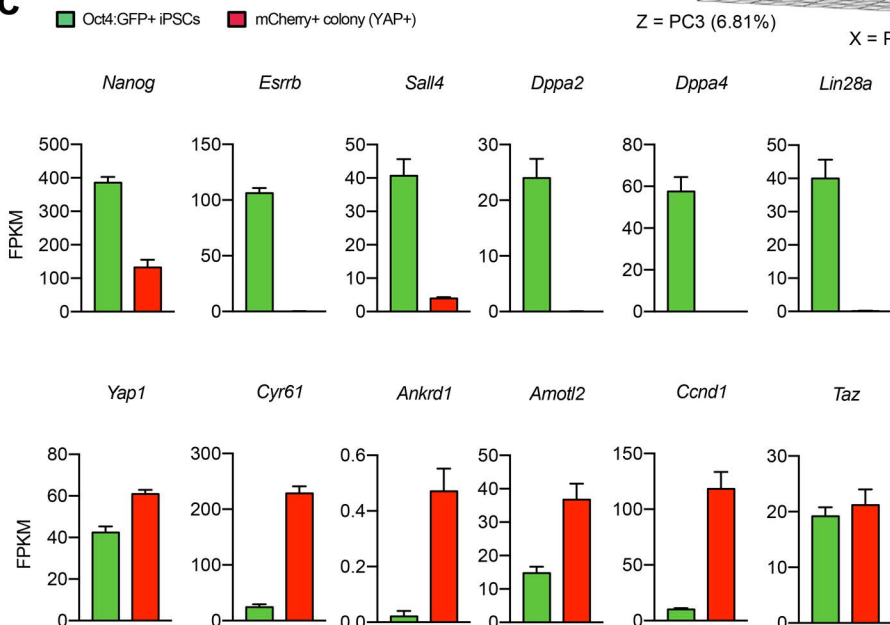 C
Oct4:GFP+ iPSCs mCherry+ colony (YAP+) Z = PC3 (6.81%)
X = P
Nanog Esrrb Sall4 Dppa2 Dppa4 Lin28a
500 150 50 30 80 50
400 40 60 40
300 100 30 20 40 30
200 50 20 10 20 20
100 10 10
0 0 0 0 0 0
FPKM
Yap1 Cyr61 Ankrd1 Amotl2 Ccnd1 Taz
80 300 0.6 50 150 30
60 200 0.4 40 100 20
40 100 0.2 30 50 10
20 20
10
0 0 0.0 0 0 0
FPKM